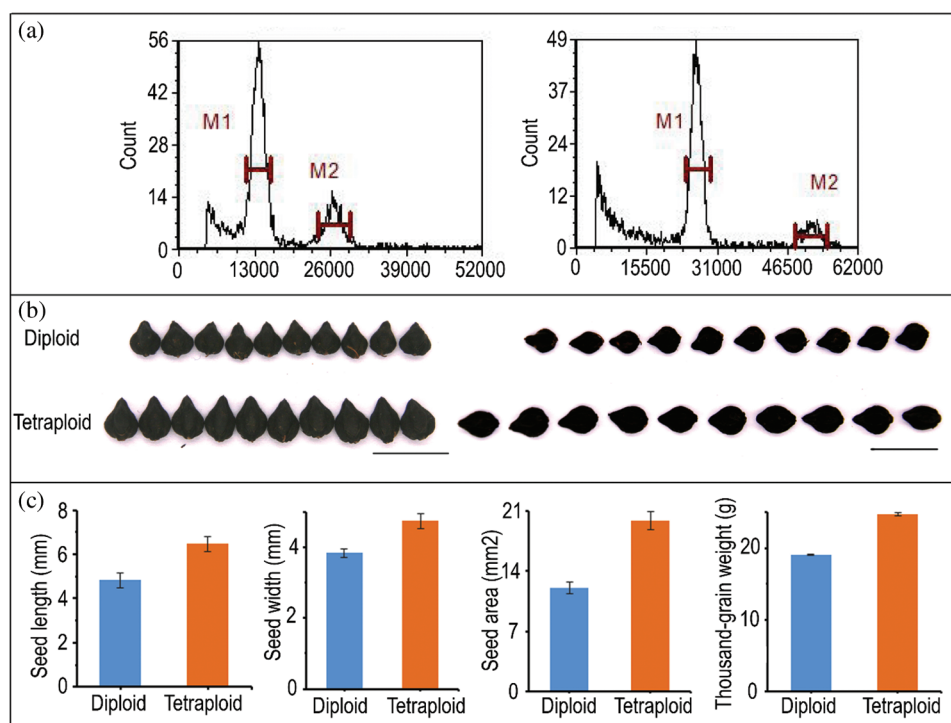 (a)
56
42
28
14
0
Count
M1
M2
0 13000 26000 39000 52000
49
36
24
12
0
Count
M1
M2
0 15500 31000 46500 62000
(b)
Diploid
Tetraploid
(c)
8
6
4
2
0
Seed length (mm)
Diploid Tetraploid
4
2
0
Seed width (mm)
Diploid Tetraploid
21
14
7
0
Seed area (mm2)
Diploid Tetraploid
20
10
0
Thousand-grain weight (g)
Diploid Tetraploid